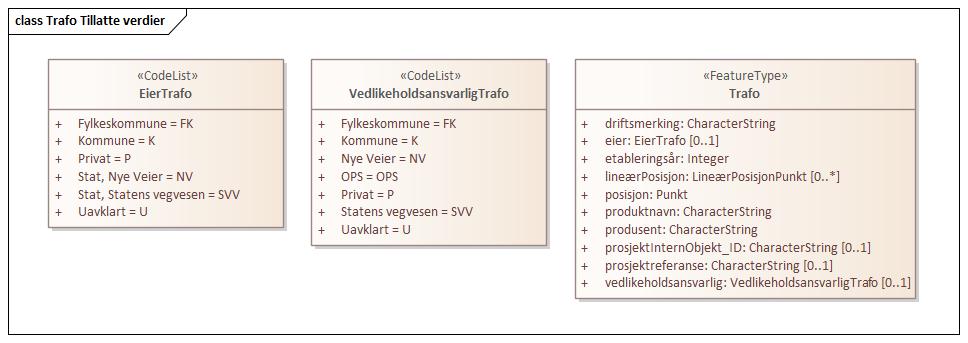 class Trafo Tillatte verdier
«CodeList»
EierTrafo
+ Fylkeskommune = FK
+ Kommune = K
+ Privat = P
+ Stat, Nye Veier = NV
+ Stat, Statens vegvesen = SVV
+ Uavklart = U
«CodeList»
VedlikeholdsansvarligTrafo
+ Fylkeskommune = FK
+ Kommune = K
+ Nye Veier = NV
+ OPS = OPS
+ Privat = P
+ Statens vegvesen = SVV
+ Uavklart = U
«FeatureType»
Trafo
+ driftsmerking: CharacterString
+ eier: EierTrafo [0..1]
+ etableringsår: Integer
+ lineærPosisjon: LineærPosisjonPunkt [0..*]
+ posisjon: Punkt
+ produktnavn: CharacterString
+ produsent: CharacterString
+ prosjektInternObjekt_ID: CharacterString [0..1]
+ prosjektreferanse: CharacterString [0..1]
+ vedlikeholdsansvarlig: VedlikeholdsansvarligTrafo [0..1]